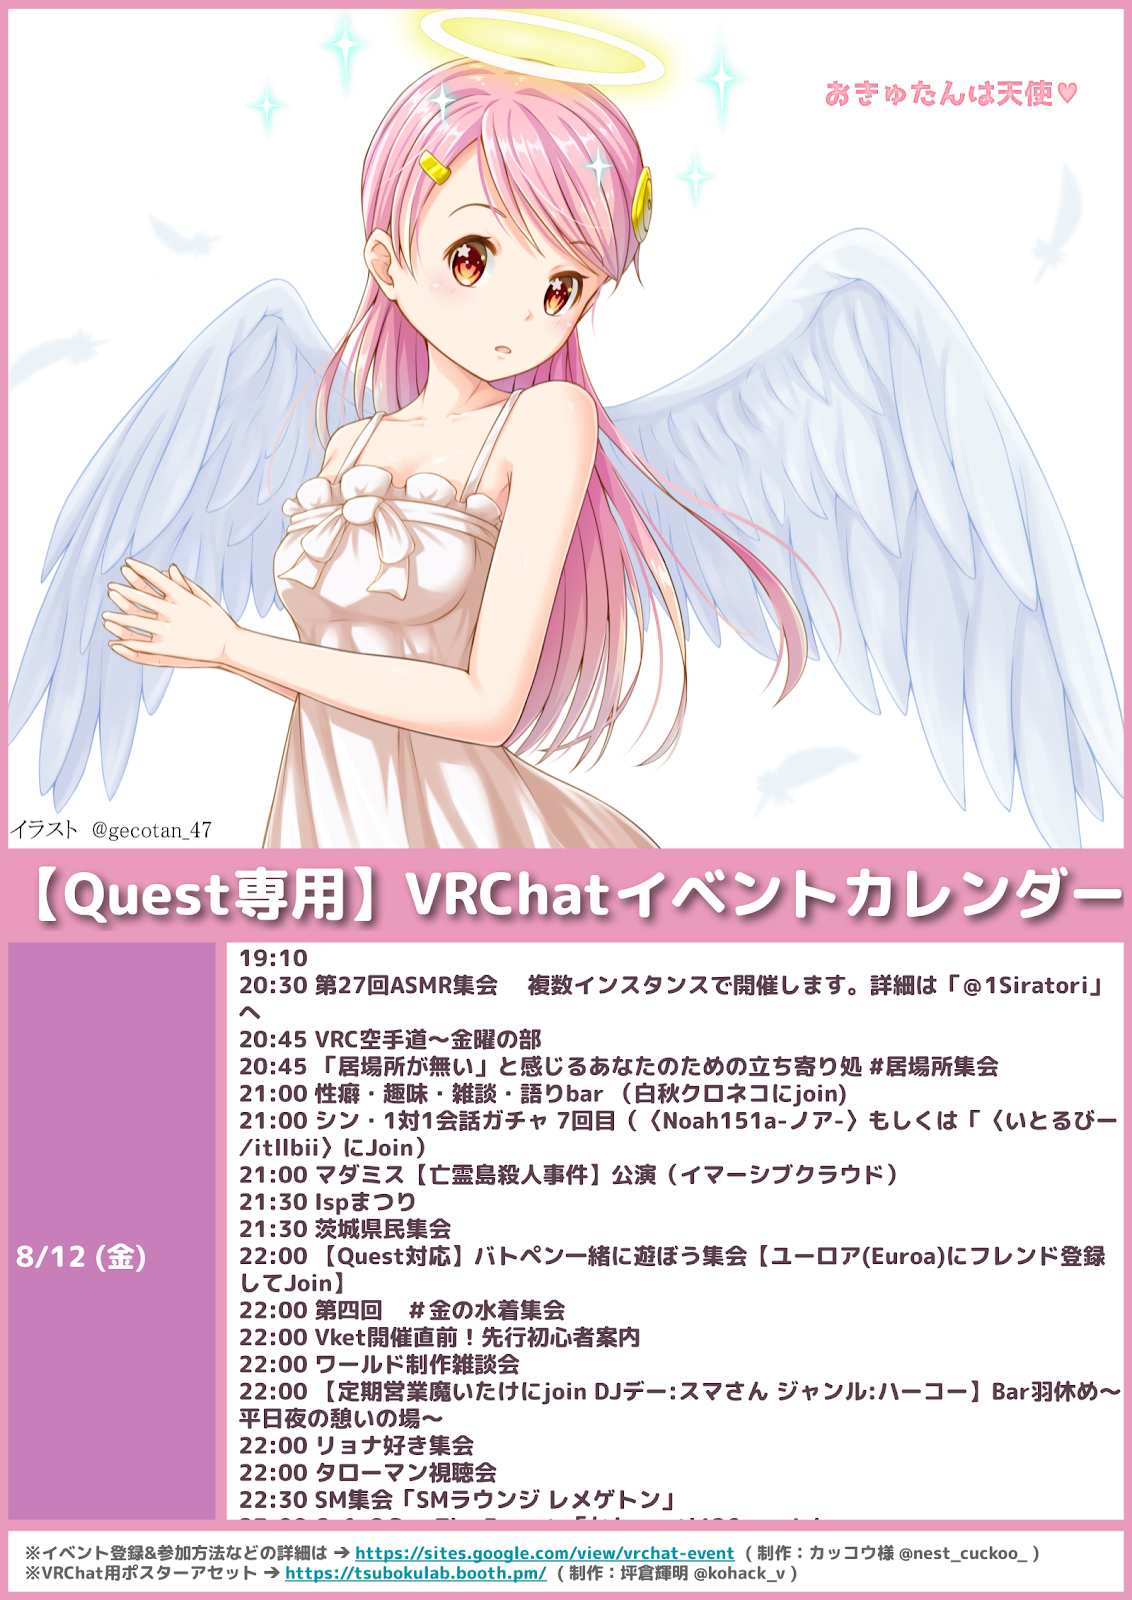 おきゅたんは天使♥
イラスト @gecotan_47
【Quest専用】VRChatイベントカレンダー
8/12 (金)
19:10
20:30 第27回ASMR集会　複数インスタンスで開催します。詳細は「@1Siratori」
へ
20:45 VRC空手道～金曜の部
20:45 「居場所が無い」と感じるあなたのための立ち寄り処 #居場所集会
21:00 性癖・趣味・雑談・語りbar （白秋クロネコにjoin)
21:00 シン・1対1会話ガチャ 7回目（〈Noah151a-ノア-〉もしくは「〈いとるびー
/itllbii〉にJoin）
21:00 マダミス【亡霊島殺人事件】公演（イマーシブクラウド）
21:30 Ispまつり
21:30 茨城県民集会
22:00 【Quest対応】バトペン一緒に遊ぼう集会【ユーロア(Euroa)にフレンド登録
してJoin】
22:00 第四回　＃金の水着集会
22:00 Vket開催直前！先行初心者案内
22:00 ワールド制作雑談会
22:00 【定期営業魔いたけにjoin DJデー:スマさん ジャンル:ハーコー】Bar羽休め～
平日夜の憩いの場～
22:00 リョナ好き集会
22:00 タローマン視聴会
22:30 SM集会「SMラウンジ レメゲトン」
※イベント登録&参加方法などの詳細は → https://sites.google.com/view/vrchat-event ( 制作：カッコウ様 @nest_cuckoo_ )
※VRChat用ポスターアセット → https://tsubokulab.booth.pm/ ( 制作：坪倉輝明 @kohack_v )